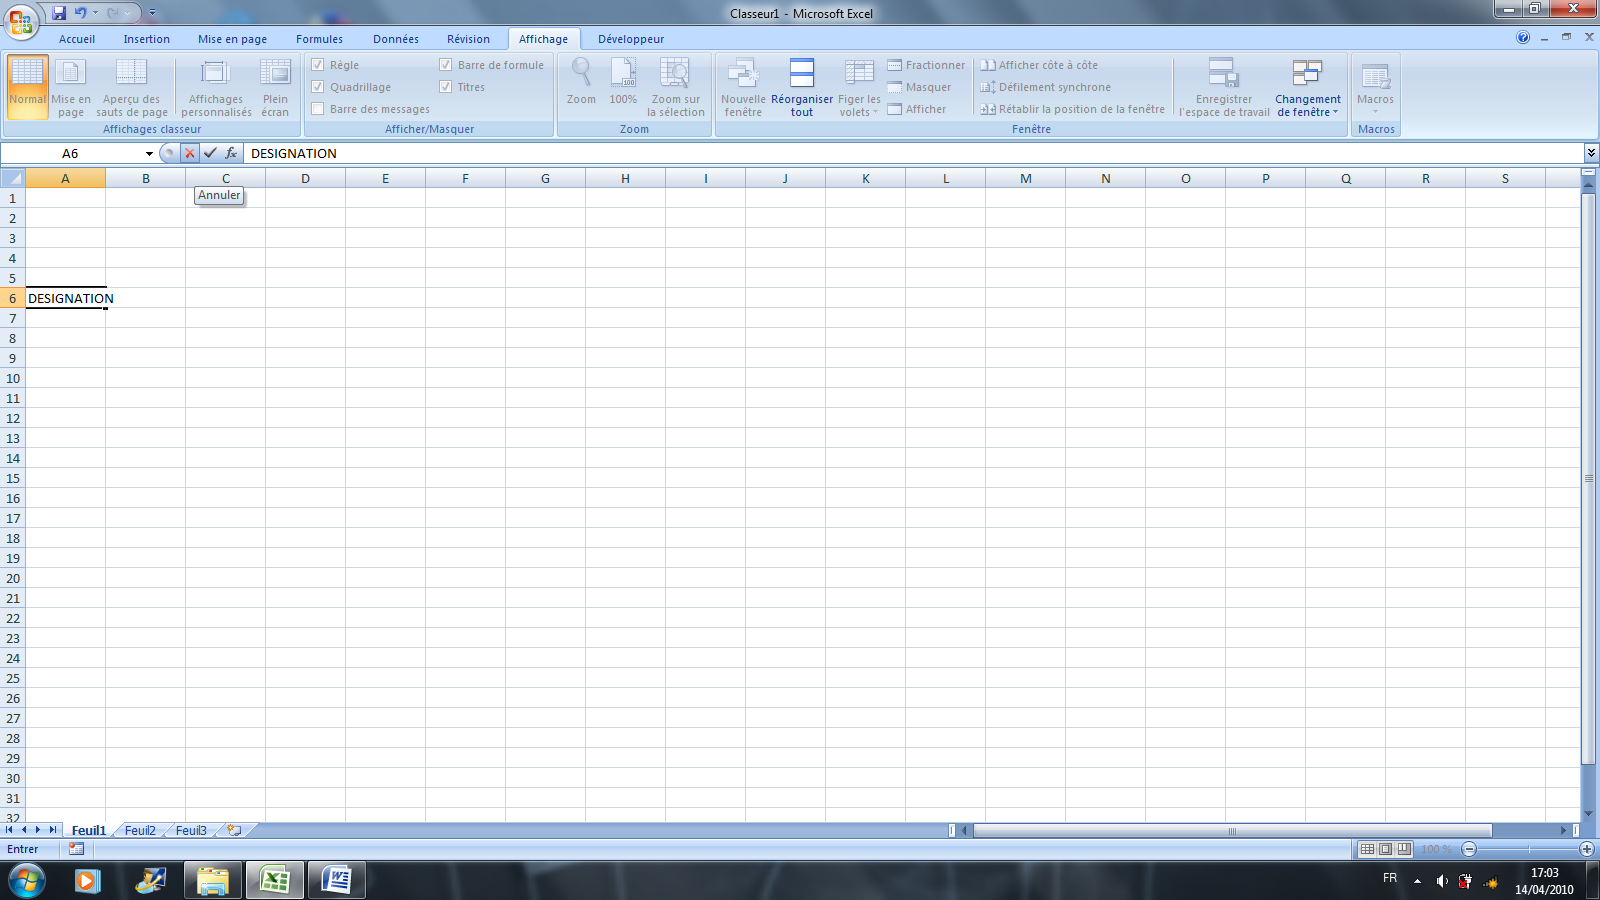 Classeur1 - Microsoft Excel
Accueil Insertion Mise en page Formules Données Révision Affichage Développeur
Normal Mise en page Aperçu des sauts de page Affichages personnalisés Plein écran
Affichages classeur
Règle Barre de formule
Quadrillage Titres
Barre des messages
Afficher/Masquer
Zoom 100% Zoom sur la sélection
Zoom
Nouvelle fenêtre Réorganiser tout Figer les volets
Fractionner Afficher côte à côte
Masquer Défilement synchrone
Afficher Rétablir la position de la fenêtre
Enregistrer l'espace de travail Changement de fenêtre
Fenêtre
Macros
Macros
A6 fx DESIGNATION
A B C D E F G H I J K L M N O P Q R S
Annuler
1
2
3
4
5
6 DESIGNATION
7
8
9
10
11
12
13
14
15
16
17
18
19
20
21
22
23
24
25
26
27
28
29
30
31
32
Feuil1 Feuil2 Feuil3
Entrer 100 %
FR 17:03
14/04/2010